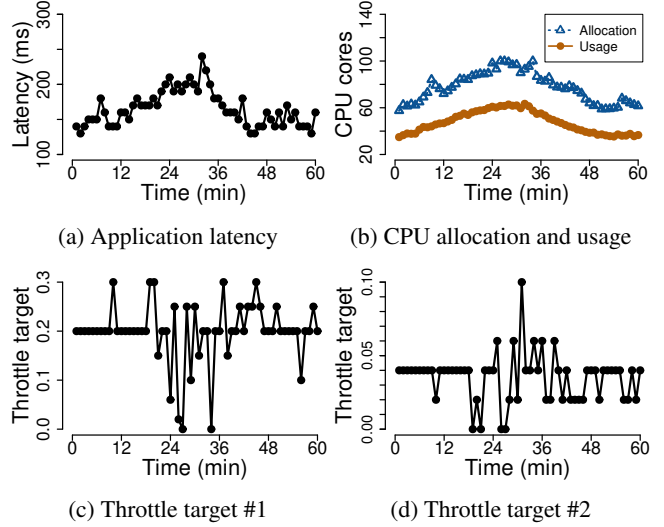 Latency (ms)
300
200
100
0
12
24
36
48
60
Time (min)
(a) Application latency
CPU cores
140
100
60
20
Allocation
Usage
0
12
24
36
48
60
Time (min)
(b) CPU allocation and usage
Throttle target
0.3
0.2
0.1
0.0
0
12
24
36
48
60
Time (min)
(c) Throttle target #1
Throttle target
0.10
0.05
0.00
0
12
24
36
48
60
Time (min)
(d) Throttle target #2